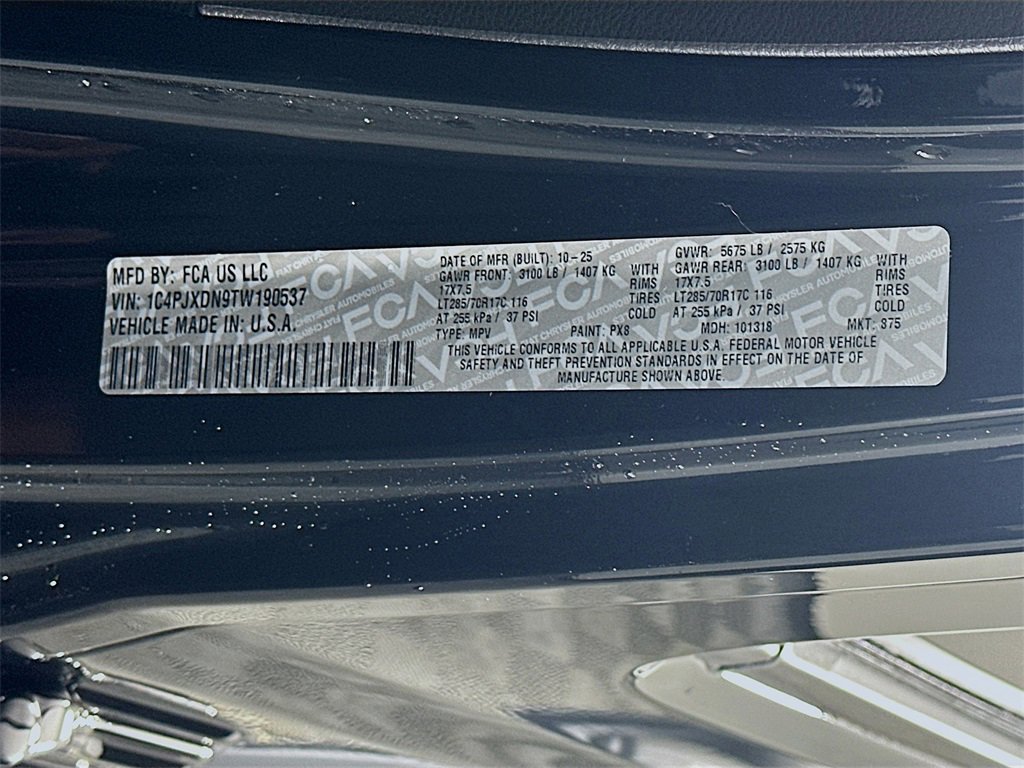 MFD BY: FCA US LLC
VIN: 1C4PJXDN9TW190537
VEHICLE MADE IN: U.S.A.
DATE OF MFR (BUILT): 10-25 GVWR: 5675 LB / 2575 KG
GAWR FRONT: 3100 LB / 1407 KG WITH GAWR REAR: 3100 LB / 1407 KG WITH
17X7.5 RIMS 17X7.5 RIMS
LT285/70R17C 116 TIRES LT285/70R17C 116 TIRES
AT 255 kPa / 37 PSI COLD AT 255 kPa / 37 PSI COLD
TYPE: MPV PAINT: PX8 MDH: 101318 MKT: 875
THIS VEHICLE CONFORMS TO ALL APPLICABLE U.S.A. FEDERAL MOTOR VEHICLE
SAFETY AND THEFT PREVENTION STANDARDS IN EFFECT ON THE DATE OF
MANUFACTURE SHOWN ABOVE.